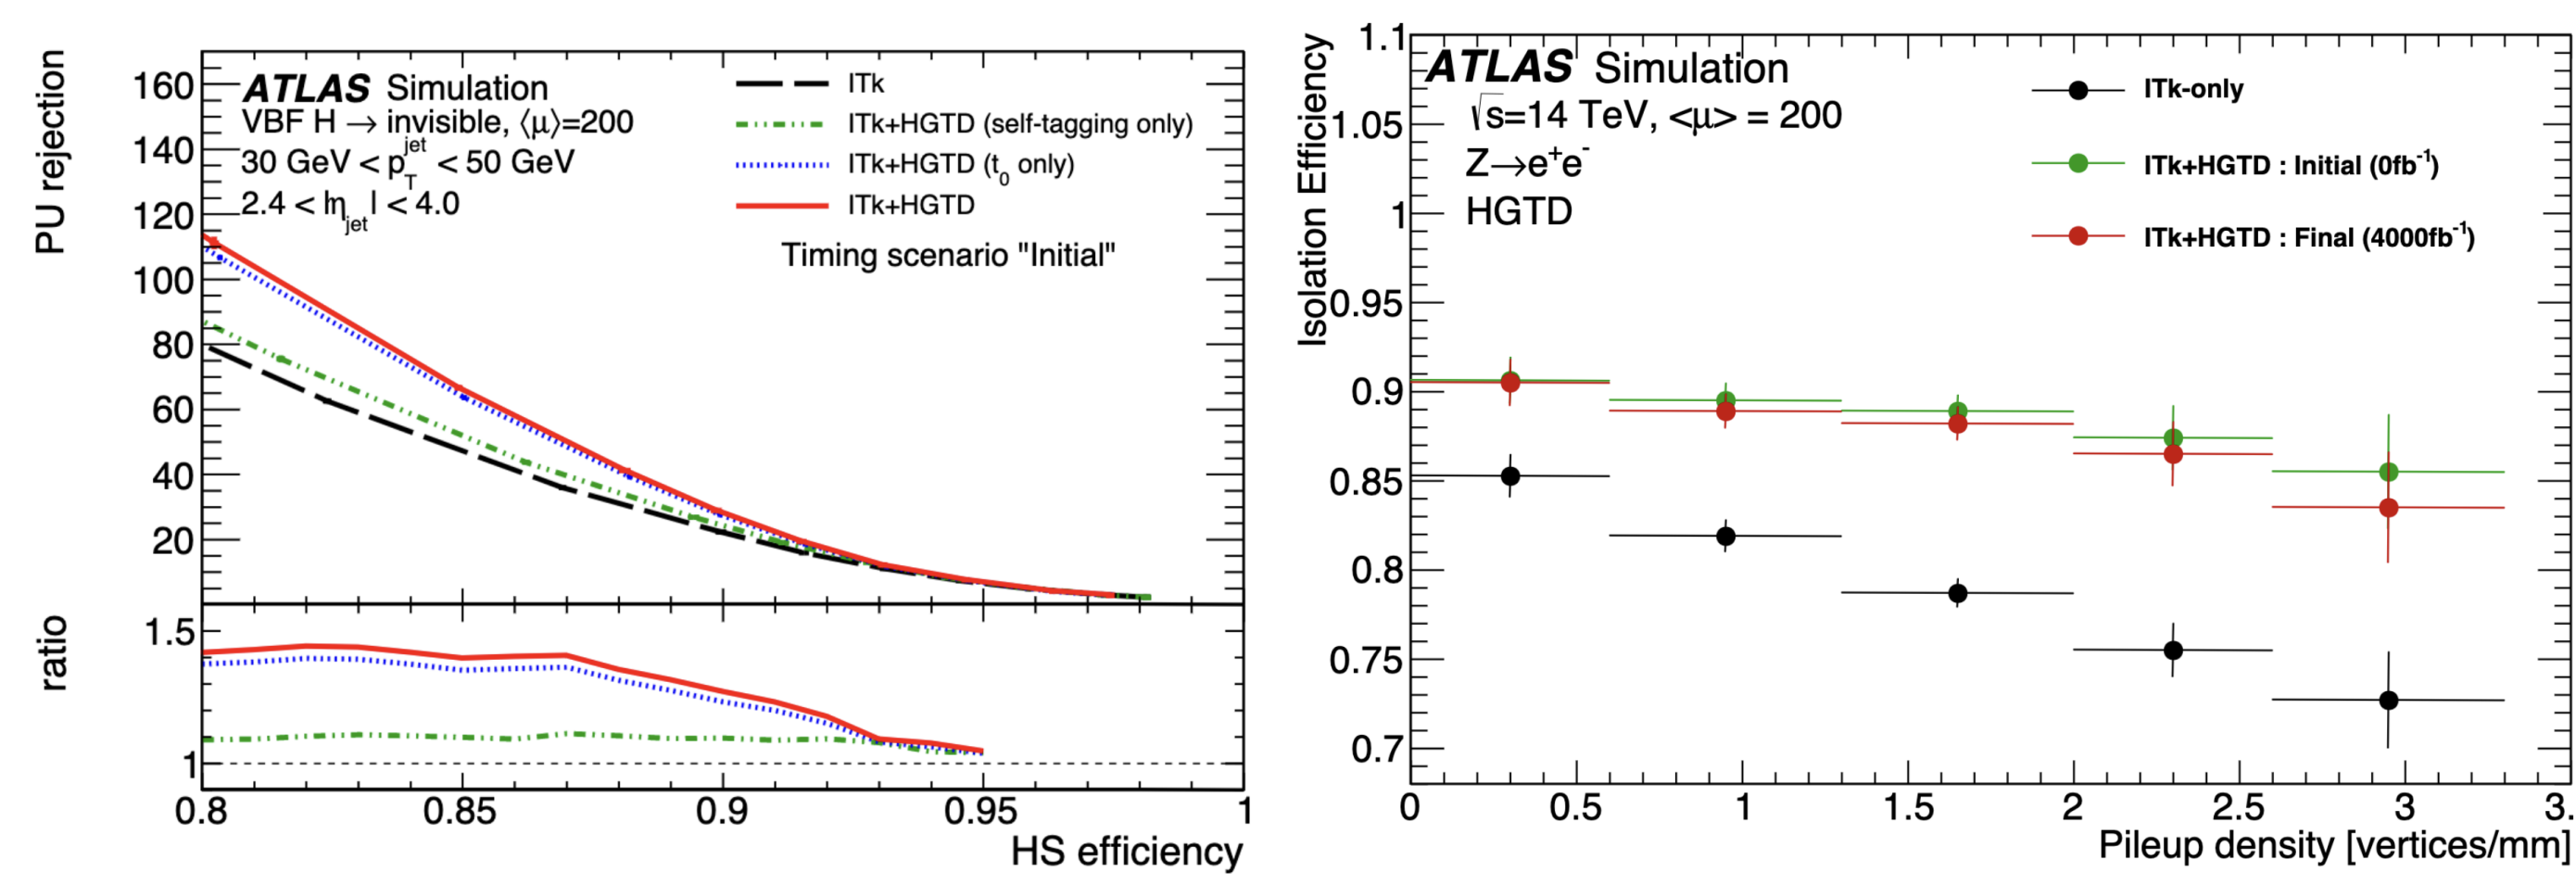 PU rejection
160
140
120
100
80
60
40
20
ATLAS Simulation
VBF H → invisible, ⟨μ⟩=200
30 GeV < p_T^jet < 50 GeV
2.4 < |η_jet| < 4.0
ITk
ITk+HGTD (self-tagging only)
ITk+HGTD (t₀ only)
ITk+HGTD
Timing scenario "Initial"
ratio
1.5
1
0.8 0.85 0.9 0.95 1
HS efficiency
Isolation Efficiency
1.1
1.05
1
0.95
0.9
0.85
0.8
0.75
0.7
ATLAS Simulation
√s=14 TeV, <μ> = 200
Z→e⁺e⁻
HGTD
ITk-only
ITk+HGTD : Initial (0fb⁻¹)
ITk+HGTD : Final (4000fb⁻¹)
0 0.5 1 1.5 2 2.5 3 3.
Pileup density [vertices/mm]